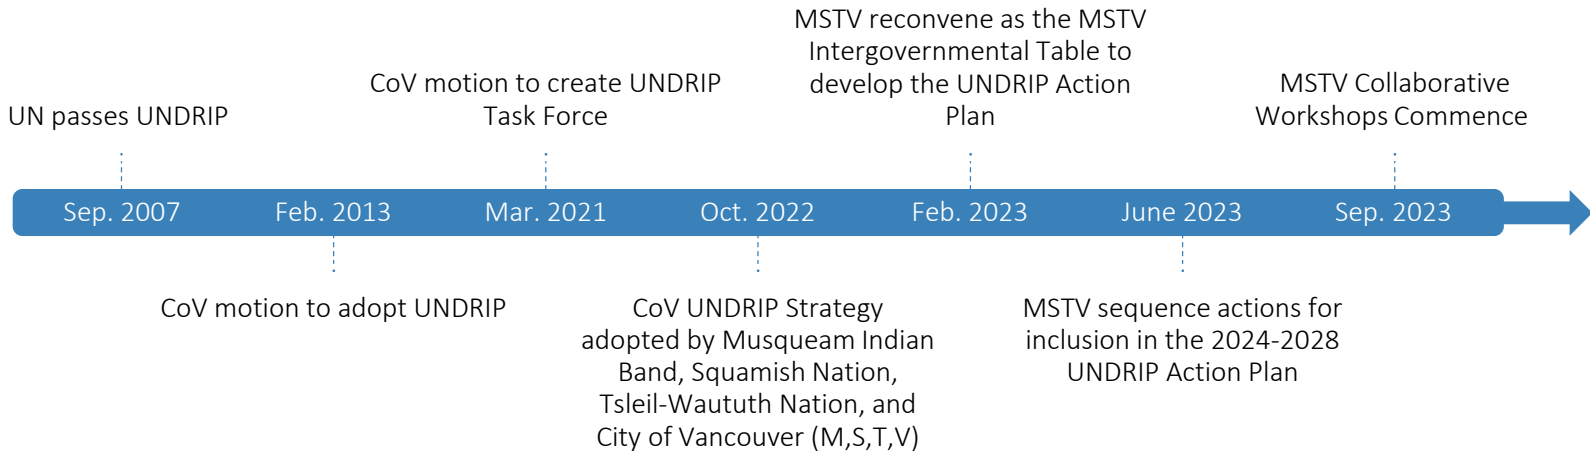 MSTV reconvene as the MSTV
Intergovernmental Table to
develop the UNDRIP Action
Plan
CoV motion to create UNDRIP
Task Force
MSTV Collaborative
Workshops Commence
UN passes UNDRIP
Sep. 2007
Feb. 2013
Mar. 2021
Oct. 2022
Feb. 2023
June 2023
Sep. 2023
CoV motion to adopt UNDRIP
CoV UNDRIP Strategy
adopted by Musqueam Indian
Band, Squamish Nation,
Tsleil-Waututh Nation, and
City of Vancouver (M,S,T,V)
MSTV sequence actions for
inclusion in the 2024-2028
UNDRIP Action Plan